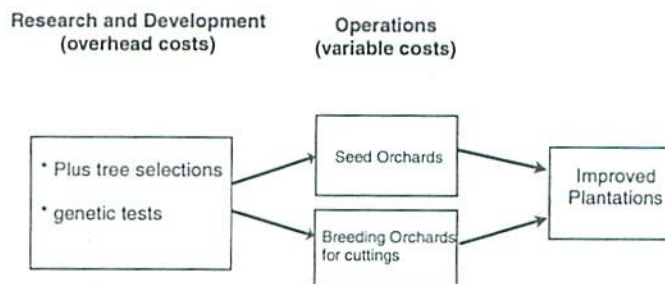 Research and Development
(overhead costs)
Operations
(variable costs)
* Plus tree selections
* genetic tests
Seed Orchards
Breeding Orchards
for cuttings
Improved
Plantations